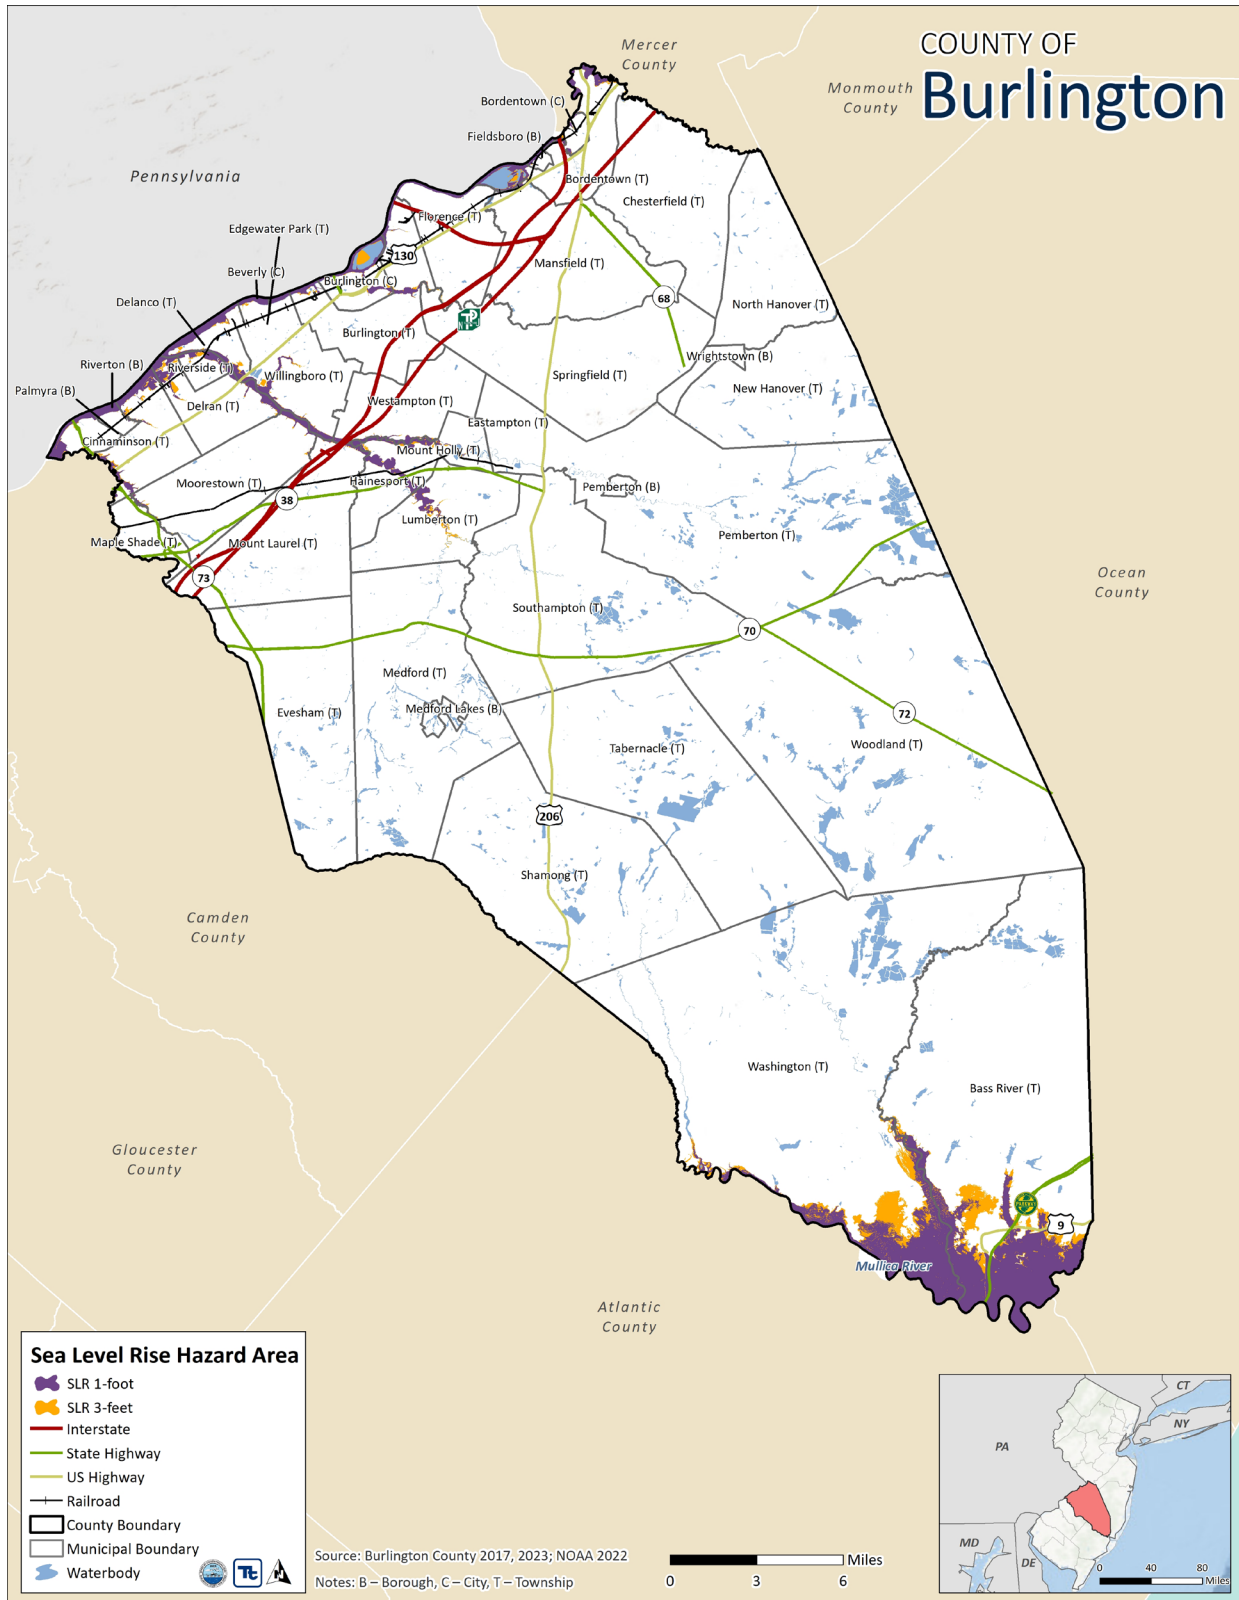 COUNTY OF
Burlington
Mercer
County
Monmouth
County
Bordentown (C)
Fieldsboro (B)
Pennsylvania
Bordentown (T)
Chesterfield (T)
Florence (T)
Edgewater Park (T)
130
Mansfield (T)
Beverly (C)
Burlington (C)
68
Delanco (T)
North Hanover (T)
TP
Burlington (T)
Wrightstown (B)
Riverton (B)
Riverside (T)
Willingboro (T)
Springfield (T)
New Hanover (T)
Palmyra (B)
Delran (T)
Westampton (T)
Eastampton (T)
Cinnaminson (T)
Mount Holly (T)
Moorestown (T)
Hainesport (T)
Pemberton (B)
38
Lumberton (T)
Maple Shade (T)
Mount Laurel (T)
Pemberton (T)
73
Ocean
County
Southampton (T)
70
Medford (T)
Medford Lakes (B)
Evesham (T)
72
Tabernacle (T)
Woodland (T)
206
Shamong (T)
Camden
County
Washington (T)
Bass River (T)
Gloucester
County
9
Mullica River
Atlantic
County
Sea Level Rise Hazard Area
SLR 1-foot
SLR 3-feet
Interstate
State Highway
US Highway
Railroad
County Boundary
Municipal Boundary
Waterbody
Tt
N
Source: Burlington County 2017, 2023; NOAA 2022
Notes: B – Borough, C – City, T – Township
Miles
0 3 6
CT
NY
PA
MD
DE
0 40 80
Miles